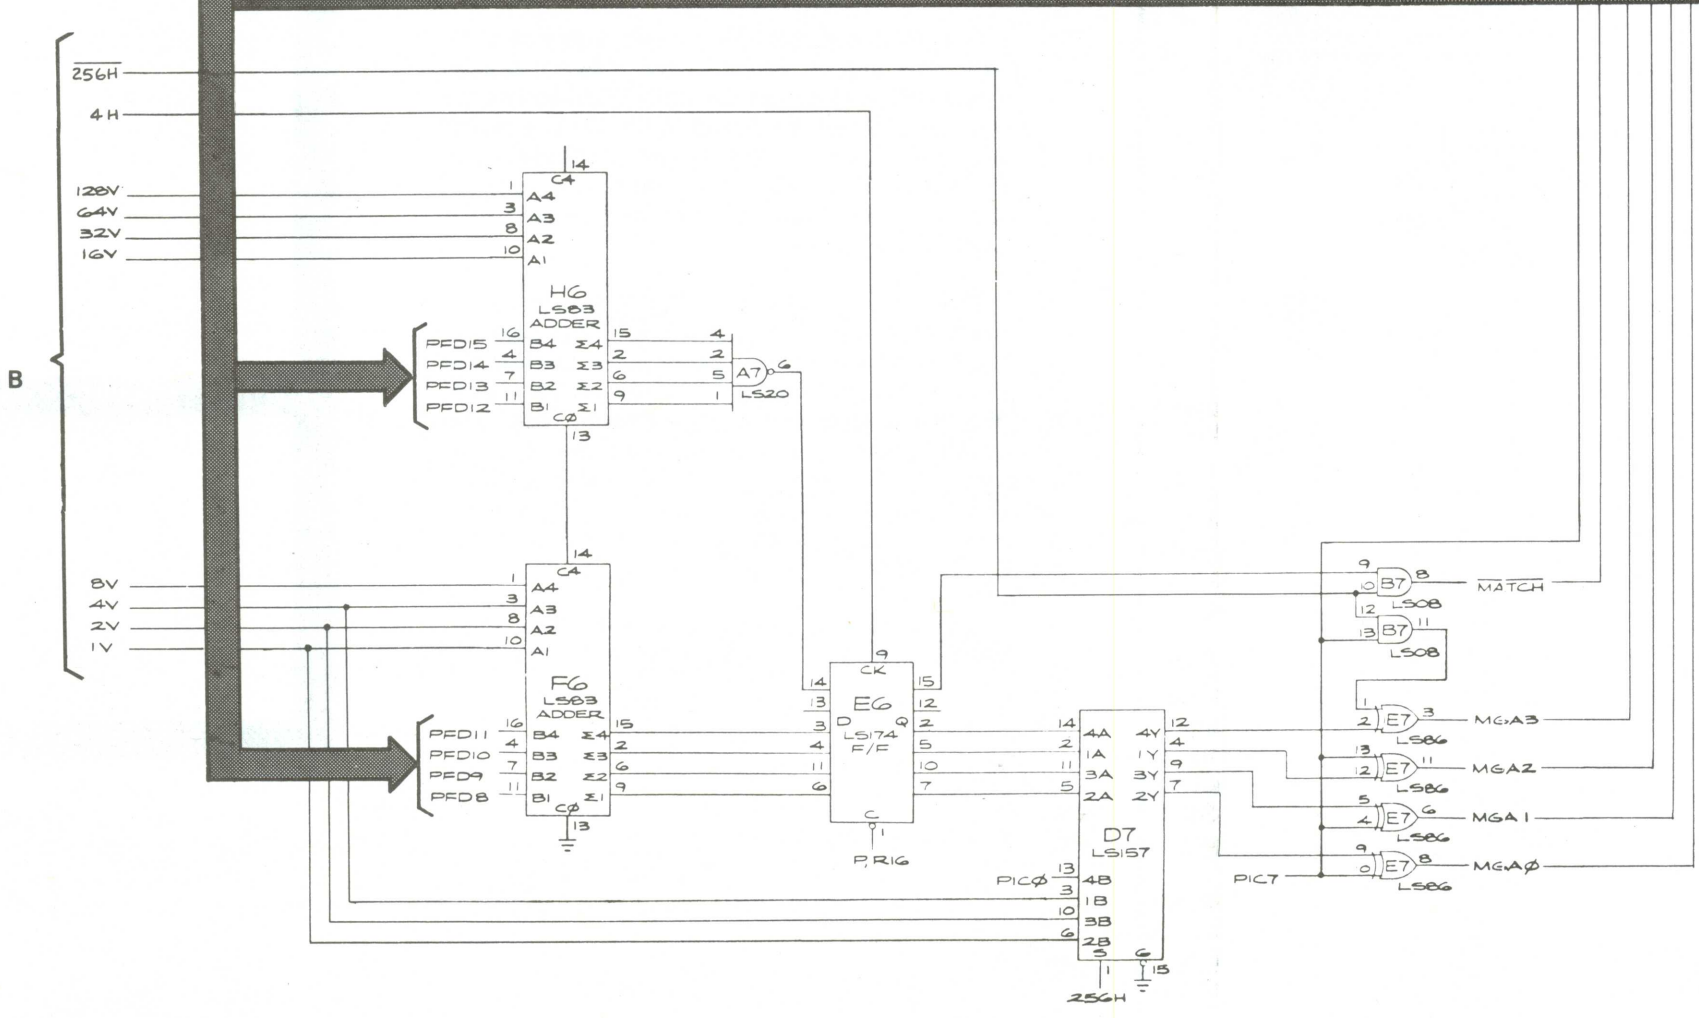 256H
4H
14
C4
128V 1 A4
64V 3 A3
32V 8 A2
16V 10 A1
H6
LS83
ADDER
PFD15 16 B4 Σ4 15 4
PFD14 4 B3 Σ3 2 2
PFD13 7 B2 Σ2 6 5
PFD12 11 B1 Σ1 9 1
CØ
13
A7 6
LS20
B
14
C4
8V 1 A4
4V 3 A3
2V 8 A2
1V 10 A1
F6
LS83
ADDER
PFD11 16 B4 Σ4 15
PFD10 4 B3 Σ3 2
PFD9 7 B2 Σ2 6
PFD8 11 B1 Σ1 9
CØ
13
9
CK
14 15
13 E6 12
3 D Q 2
LS174
F/F
4 5
11 10
6 7
C
1
14 4A 4Y 12
2 1A 1Y 4
11 3A 3Y 9
5 2A 2Y 7
D7
LS157
PICØ 13 4B
3 1B
10 3B
6 2B
S G
1 15
256H
9
10 B7 8 MATCH
LS08
12
13 B7 11
LS08
1
2 E7 3 MGA3
LS86
13
12 E7 11 MGA2
LS86
5
4 E7 6 MGA1
LS86
9
PIC7 0 E7 8 MGAØ
LS86